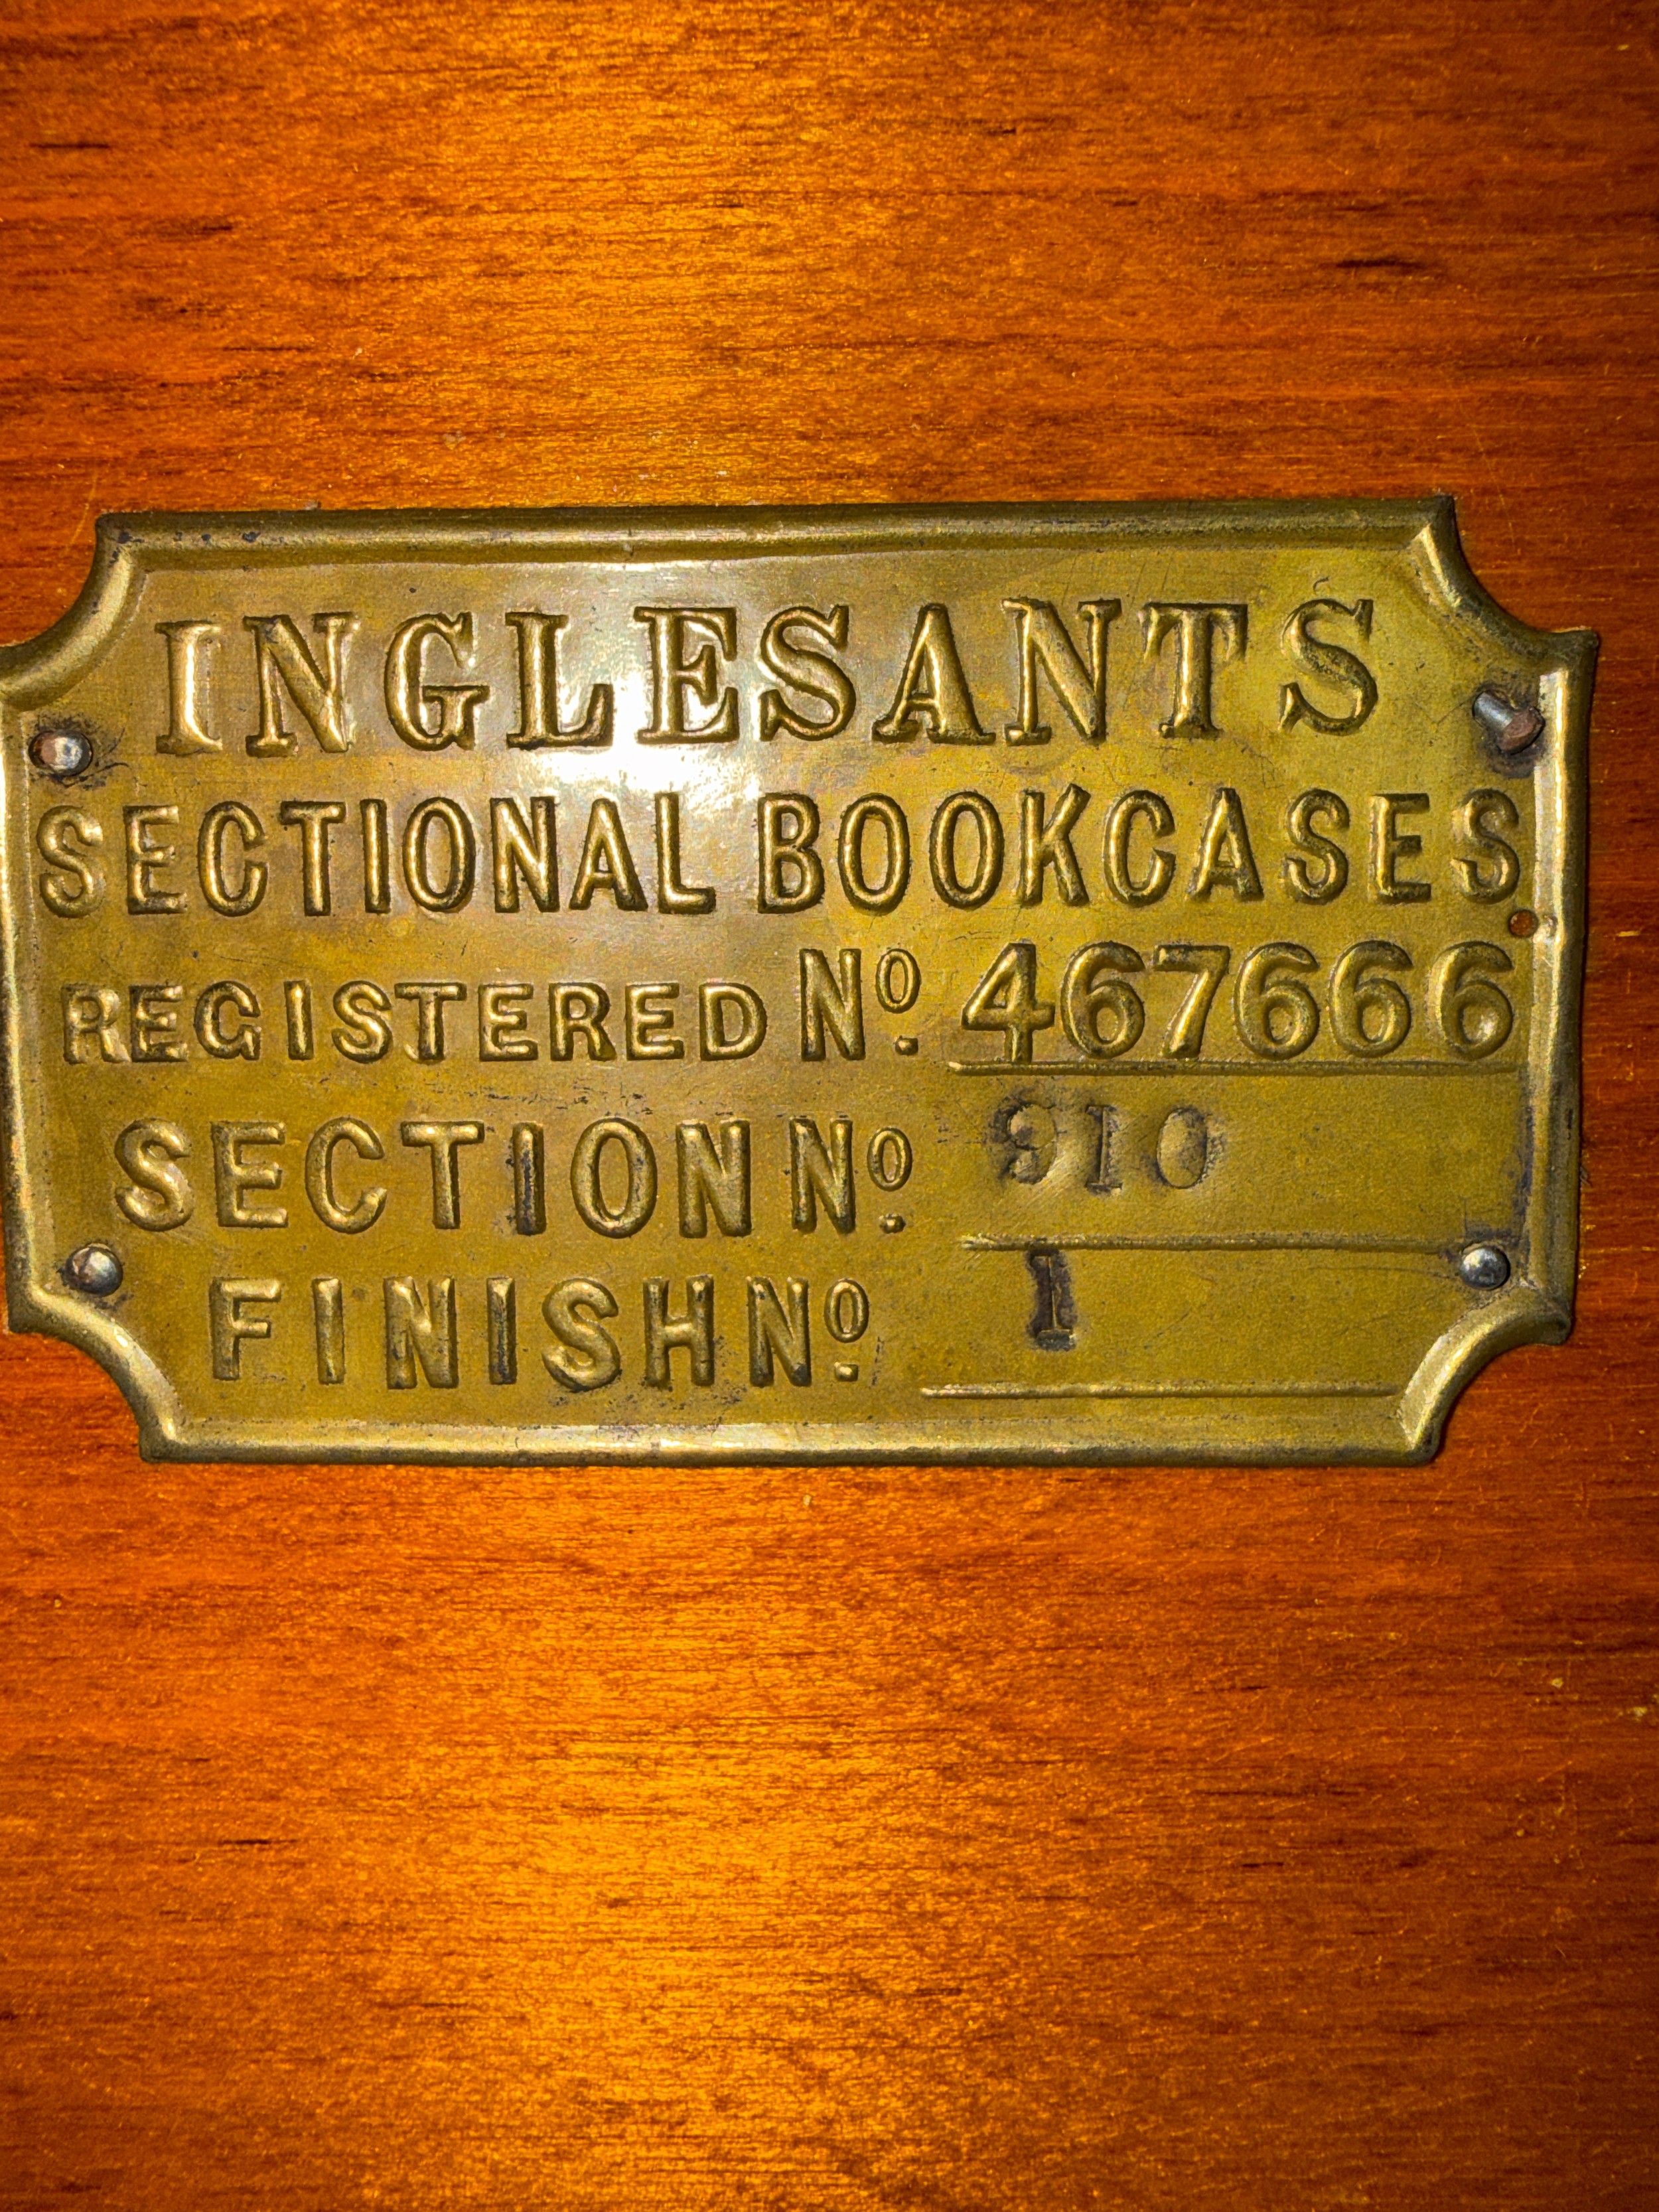 INGLESANTS
SECTIONAL BOOKCASES
REGISTERED Nº 467666
SECTION Nº 910
FINISH Nº 1